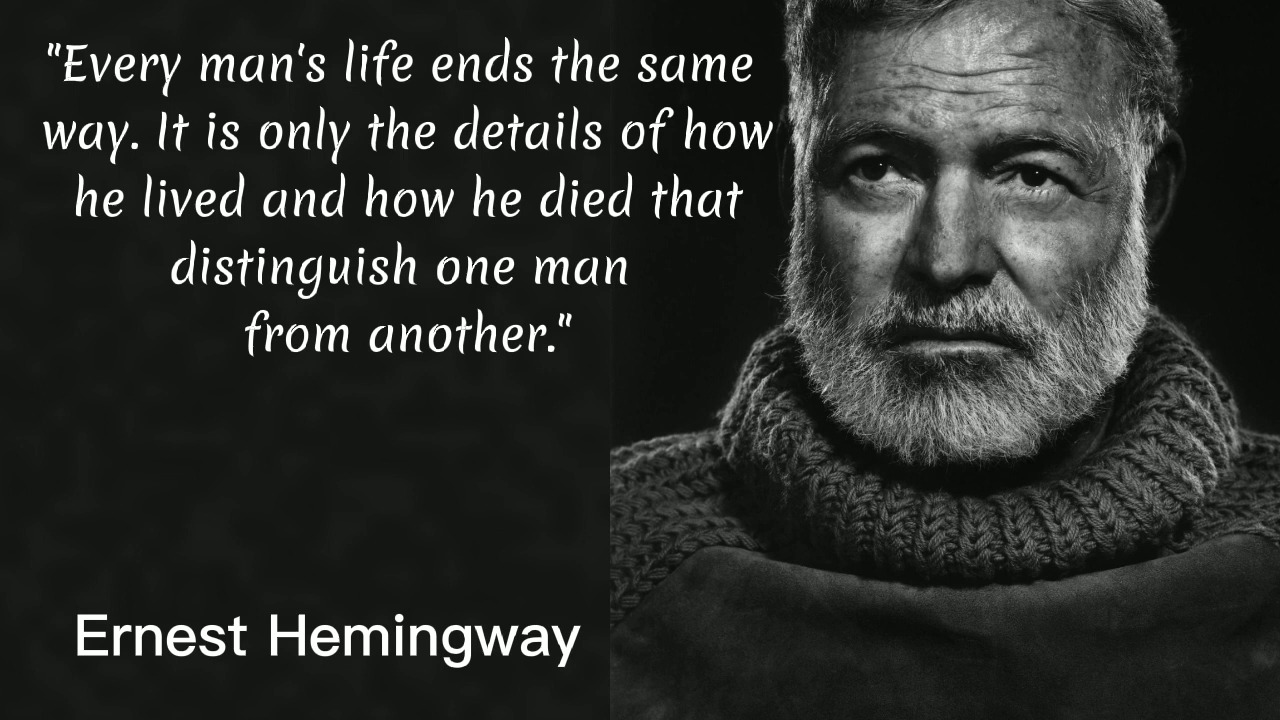 "Every man's life ends the same
way. It is only the details of how
he lived and how he died that
distinguish one man
from another."
Ernest Hemingway